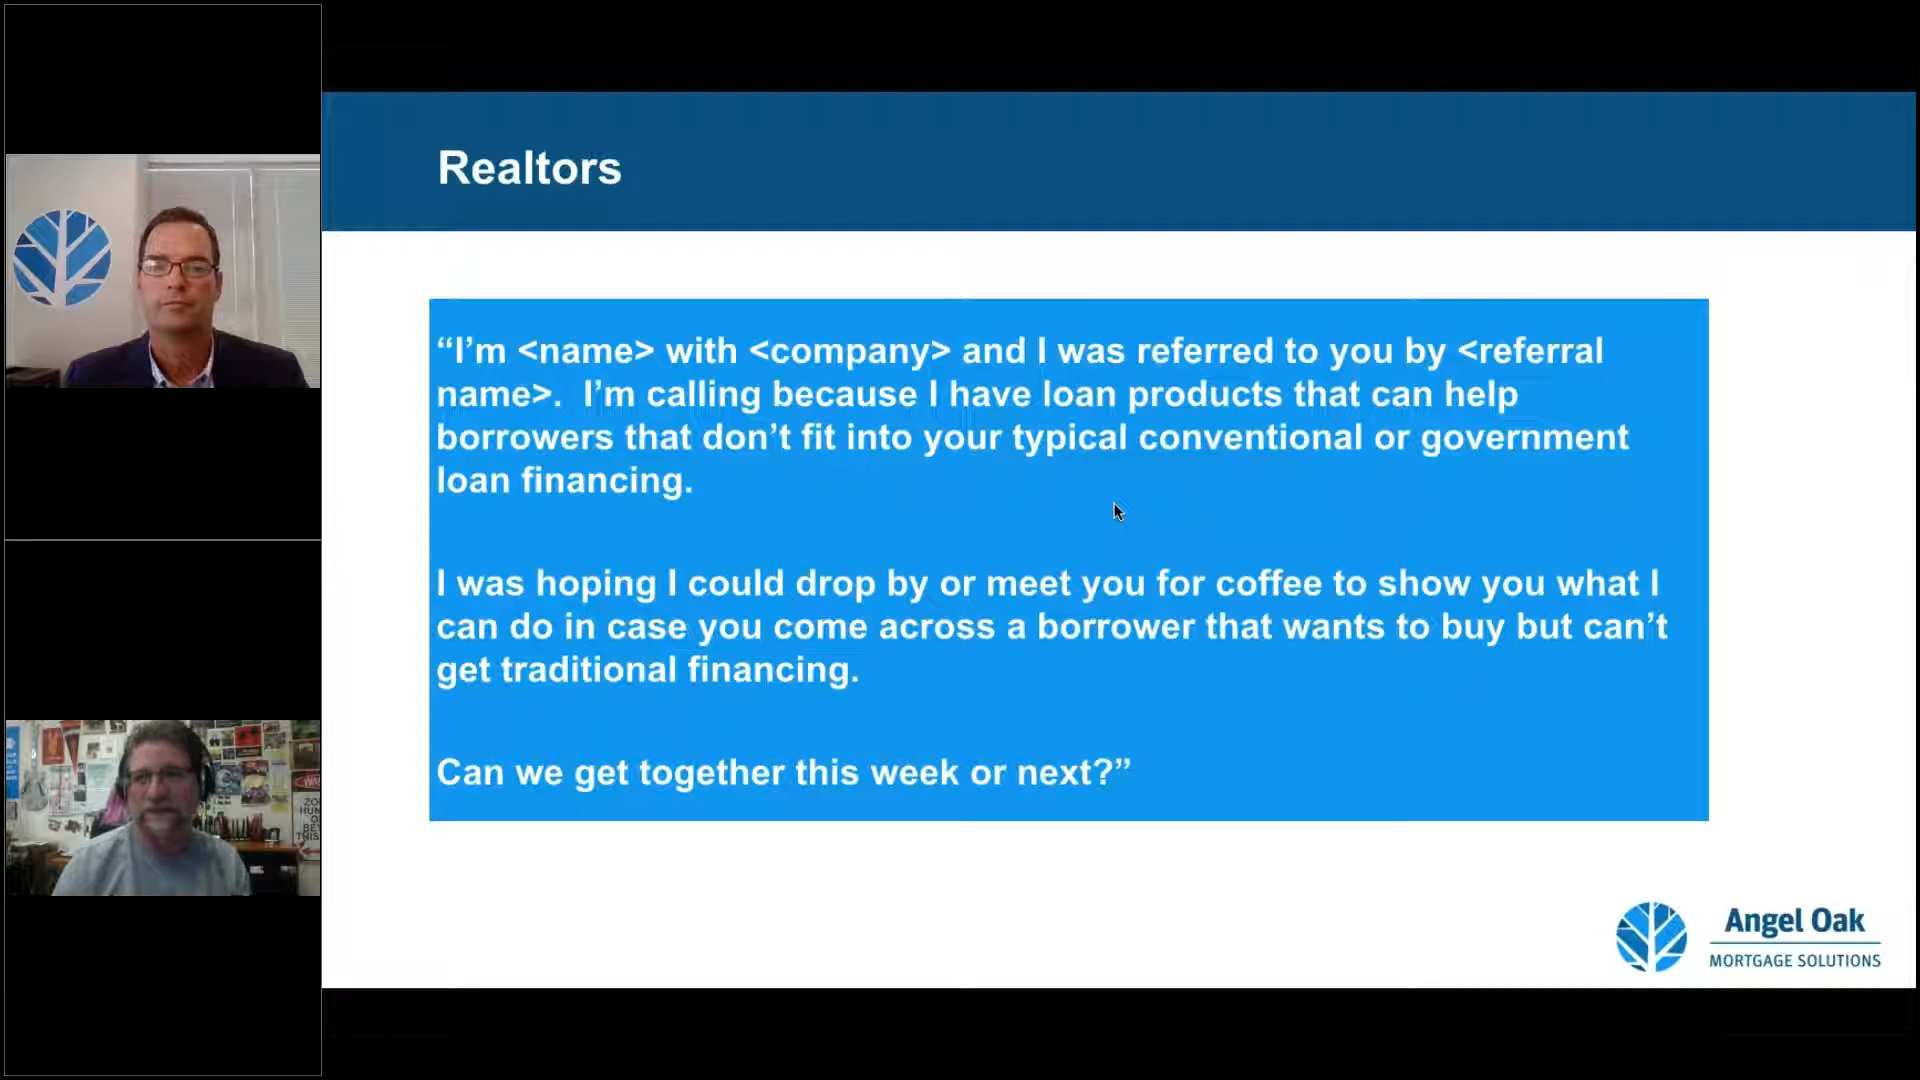 Realtors
“I’m <name> with <company> and I was referred to you by <referral
name>.  I’m calling because I have loan products that can help
borrowers that don’t fit into your typical conventional or government
loan financing.
I was hoping I could drop by or meet you for coffee to show you what I
can do in case you come across a borrower that wants to buy but can’t
get traditional financing.
Can we get together this week or next?”
Angel Oak
MORTGAGE SOLUTIONS